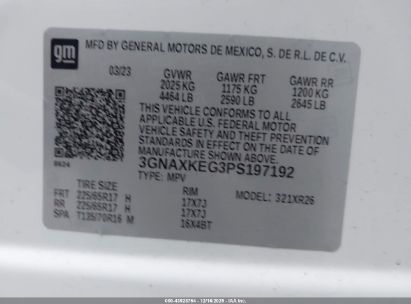 gm
MFD BY GENERAL MOTORS DE MEXICO, S. DE R.L. DE C.V.
03/23 GVWR GAWR FRT GAWR RR
2025 KG 1175 KG 1200 KG
4464 LB 2590 LB 2645 LB
THIS VEHICLE CONFORMS TO ALL
APPLICABLE U.S. FEDERAL MOTOR
VEHICLE SAFETY AND THEFT PREVENTION
STANDARDS IN EFFECT ON THE DATE OF
MANUFACTURE SHOWN ABOVE.
3GNAXKEG3PS197192
TYPE: MPV
8624
TIRE SIZE RIM MODEL: 321XR26
FRT 225/65R17 H 17X7J
RR 225/65R17 H 17X7J
SPA T135/70R16 M 16X4BT